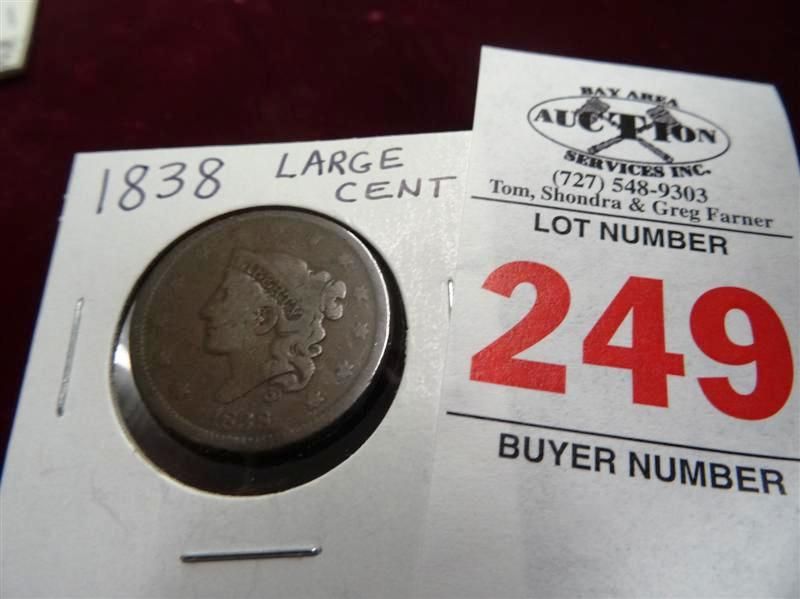 1838 LARGE CENT
LIBERTY
1838
BAY AREA
AUCTION
SERVICES INC.
(727) 548-9303
Tom, Shondra & Greg Farner
LOT NUMBER
249
BUYER NUMBER